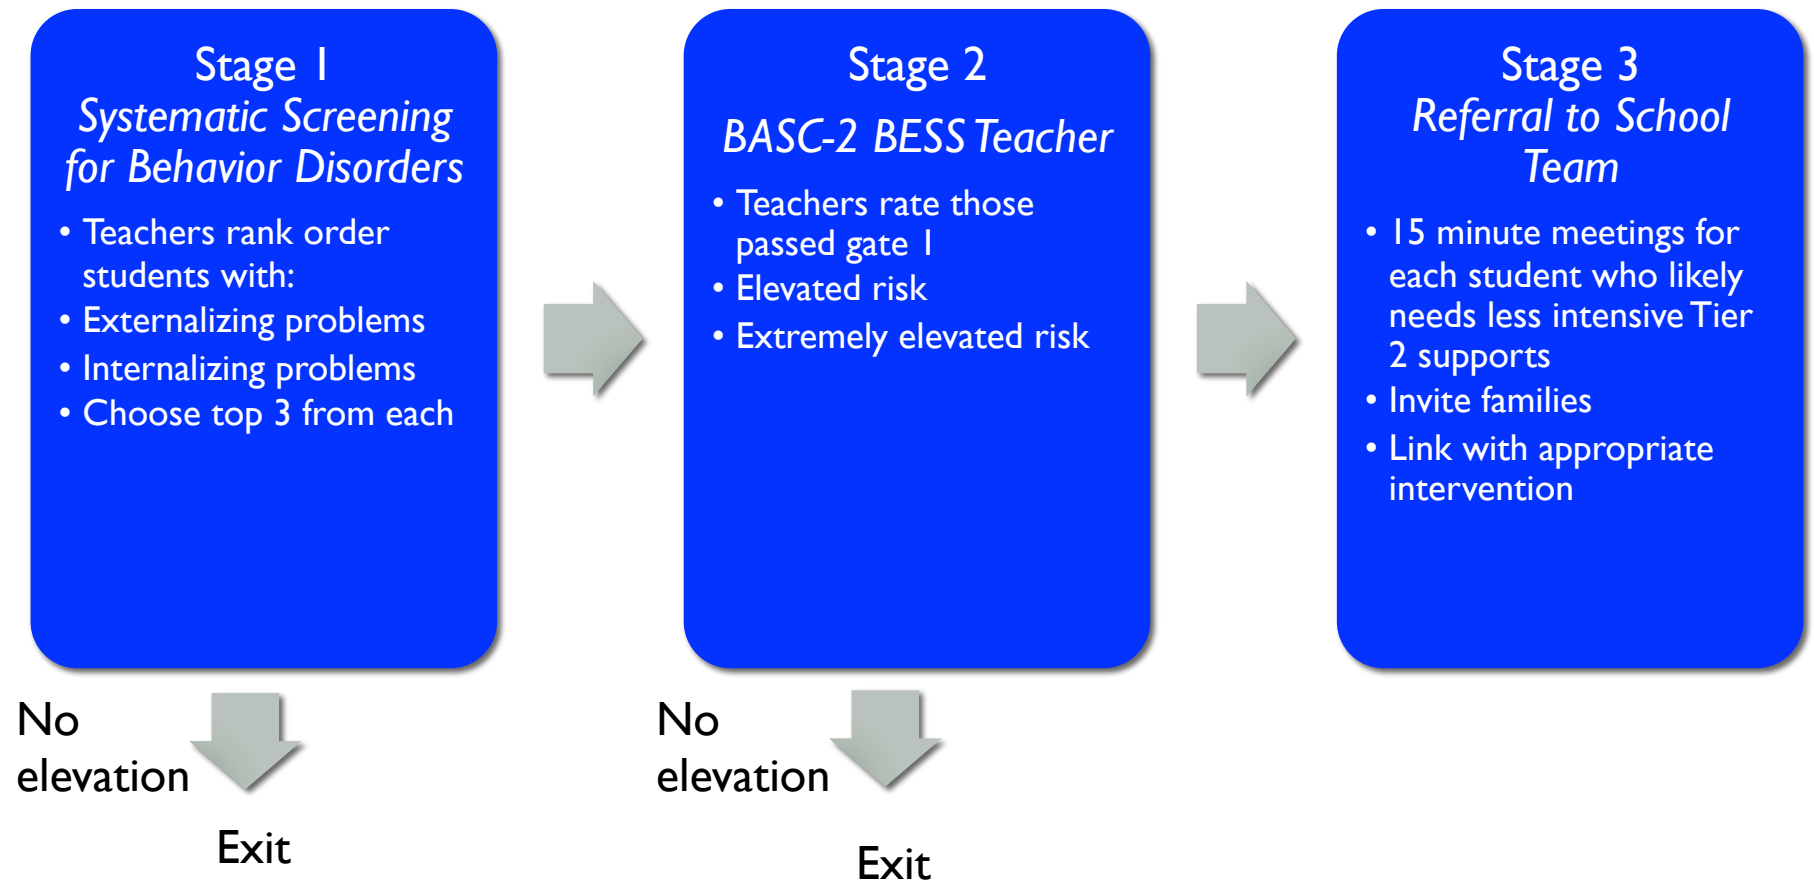 Stage 1
Systematic Screening
for Behavior Disorders
• Teachers rank order
students with:
• Externalizing problems
• Internalizing problems
• Choose top 3 from each
No
elevation
Exit
Stage 2
BASC-2 BESS Teacher
• Teachers rate those
passed gate 1
• Elevated risk
• Extremely elevated risk
No
elevation
Exit
Stage 3
Referral to School
Team
• 15 minute meetings for
each student who likely
needs less intensive Tier
2 supports
• Invite families
• Link with appropriate
intervention